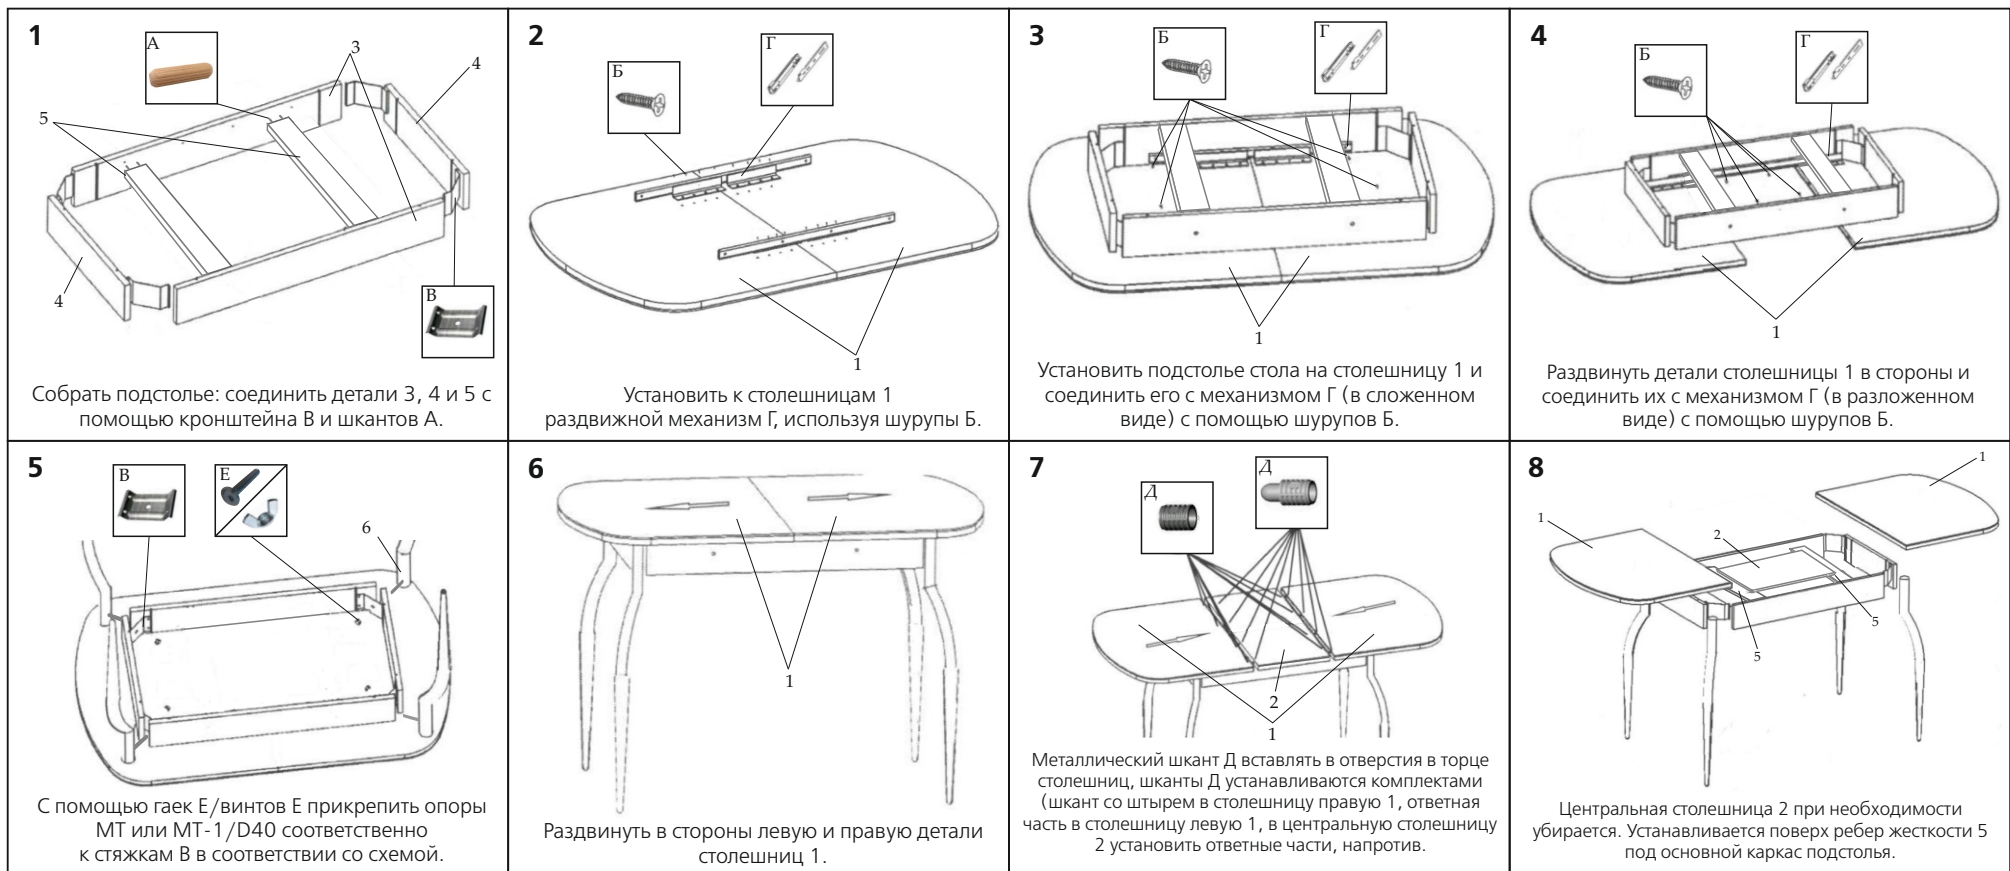 1
А
3
4
5
4
В
Собрать подстолье: соединить детали 3, 4 и 5 с
помощью кронштейна В и шкантов А.
2
Б
Г
1
Установить к столешницам 1
раздвижной механизм Г, используя шурупы Б.
3
Б
Г
1
Установить подстолье стола на столешницу 1 и
соединить его с механизмом Г (в сложенном
виде) с помощью шурупов Б.
4
Б
Г
1
Раздвинуть детали столешницы 1 в стороны и
соединить их с механизмом Г (в разложенном
виде) с помощью шурупов Б.
5
В
Е
6
С помощью гаек Е/винтов Е прикрепить опоры
МТ или МТ-1/D40 соответственно
к стяжкам В в соответствии со схемой.
6
1
Раздвинуть в стороны левую и правую детали
столешниц 1.
7
Д
Д
2
1
Металлический шкант Д вставлять в отверстия в торце
столешниц, шканты Д устанавливаются комплектами
(шкант со штырем в столешницу правую 1, ответная
часть в столешницу левую 1, в центральную столешницу
2 установить ответные части, напротив.
8
1
1
2
5
5
Центральная столешница 2 при необходимости
убирается. Устанавливается поверх ребер жесткости 5
под основной каркас подстолья.